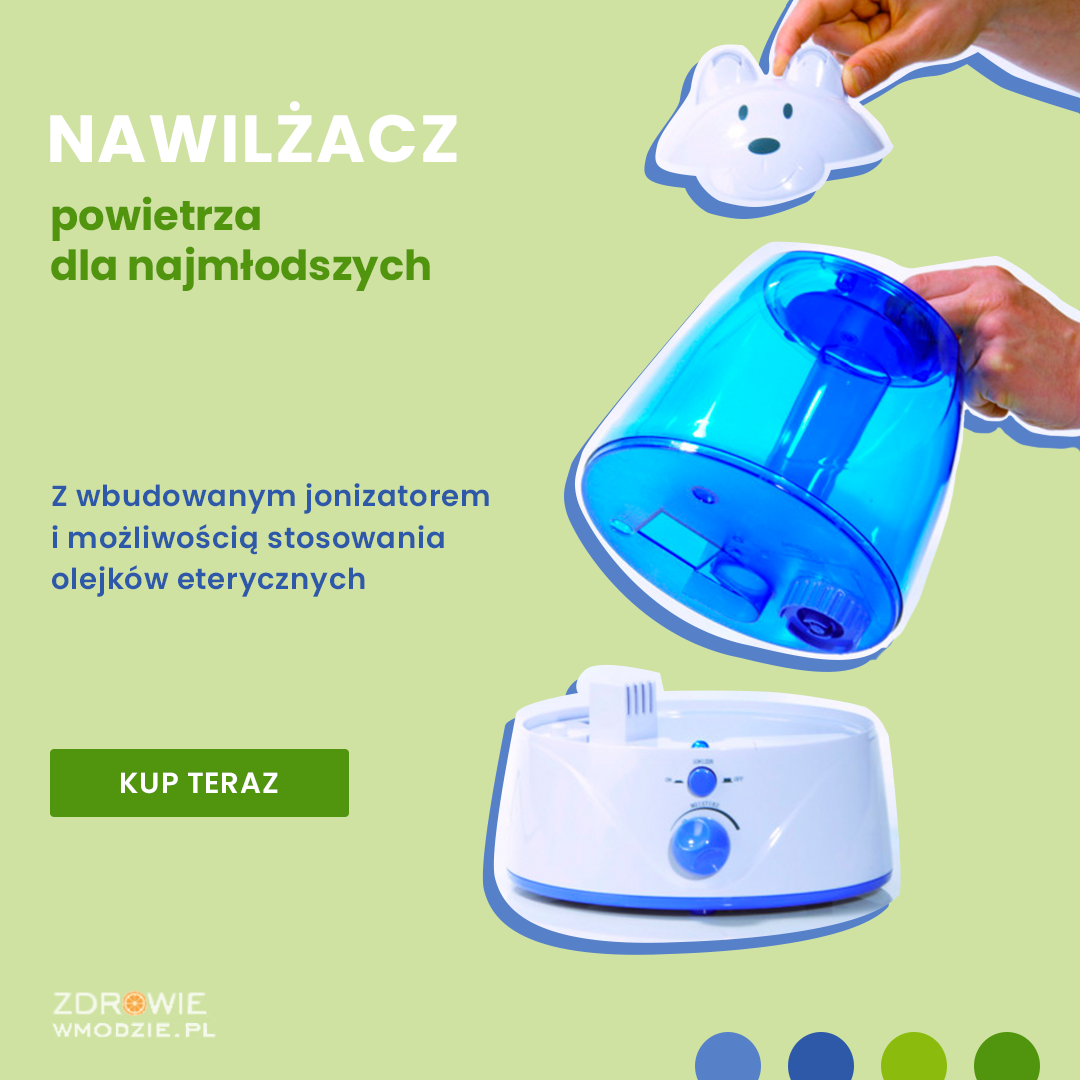 NAWILŻACZ
powietrza
dla najmłodszych
Z wbudowanym jonizatorem
i możliwością stosowania
olejków eterycznych
KUP TERAZ
ZDROWIE
WMODZIE.PL